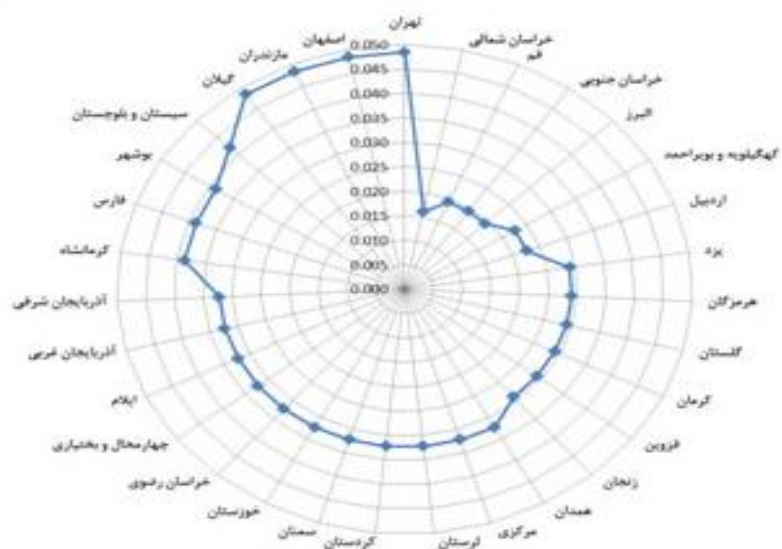 تهران
خراسان شمالی
قم
خراسان جنوبی
البرز
کهگیلویه و بویراحمد
اردبیل
یزد
هرمزگان
گلستان
کرمان
قزوین
زنجان
همدان
مرکزی
لرستان
کردستان
سمنان
خوزستان
خراسان رضوی
چهارمحال و بختیاری
ایلام
آذربایجان غربی
آذربایجان شرقی
کرمانشاه
فارس
بوشهر
سیستان و بلوچستان
گیلان
مازندران
اصفهان
0.050
0.045
0.040
0.035
0.030
0.025
0.020
0.015
0.010
0.005
0.000